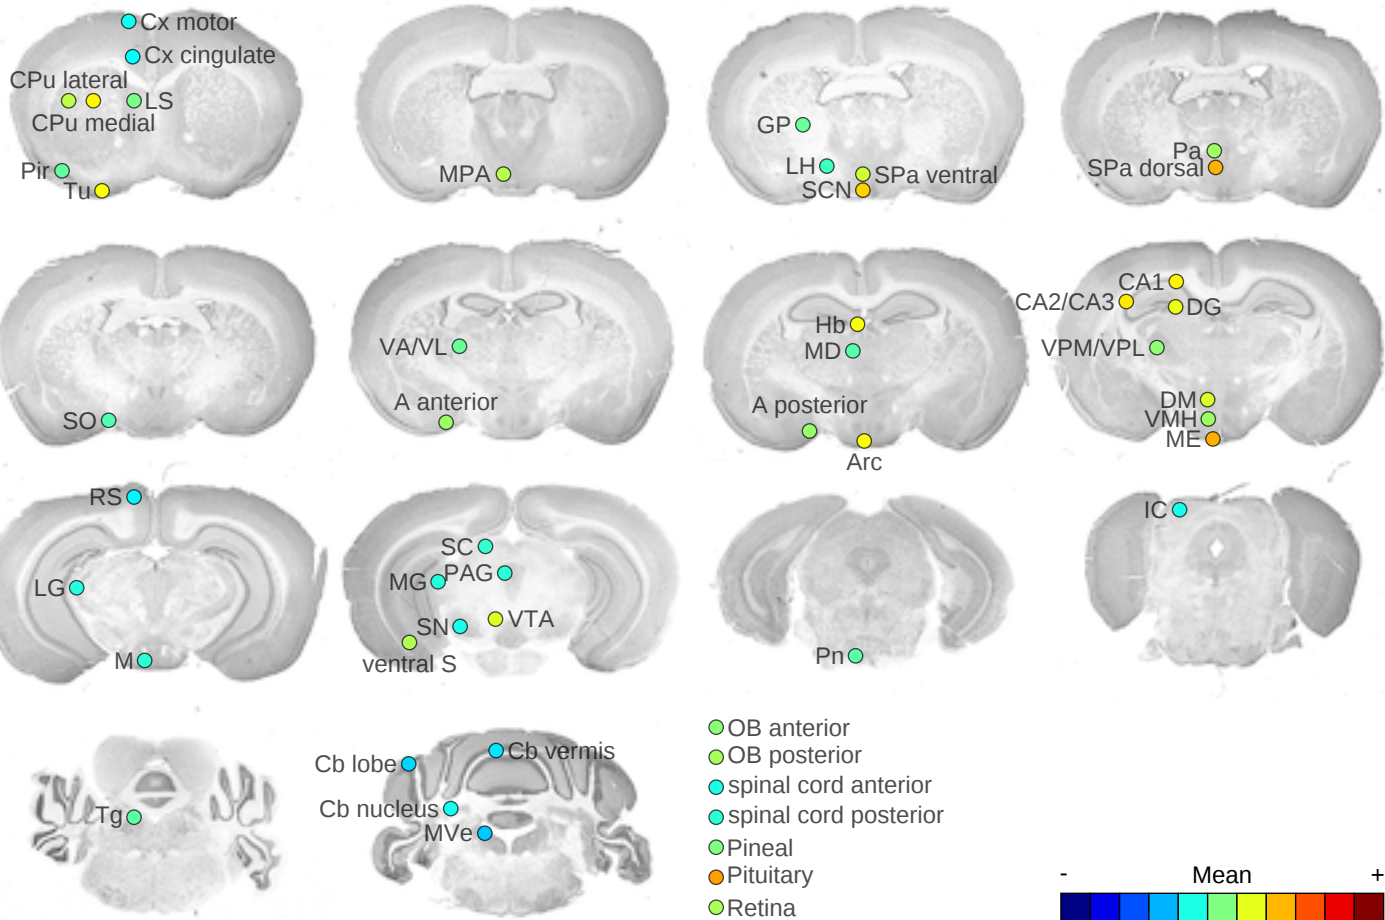 Cx motor
Cx cingulate
CPu lateral
LS
CPu medial
Pir
Tu
MPA
GP
LH
SPa ventral
SCN
Pa
SPa dorsal
SO
VA/VL
A anterior
Hb
MD
A posterior
Arc
CA1
CA2/CA3
DG
VPM/VPL
DM
VMH
ME
RS
LG
M
SC
MG
PAG
SN
VTA
ventral S
Pn
IC
Tg
Cb lobe
Cb vermis
Cb nucleus
MVe
OB anterior
OB posterior
spinal cord anterior
spinal cord posterior
Pineal
Pituitary
Retina
- Mean +